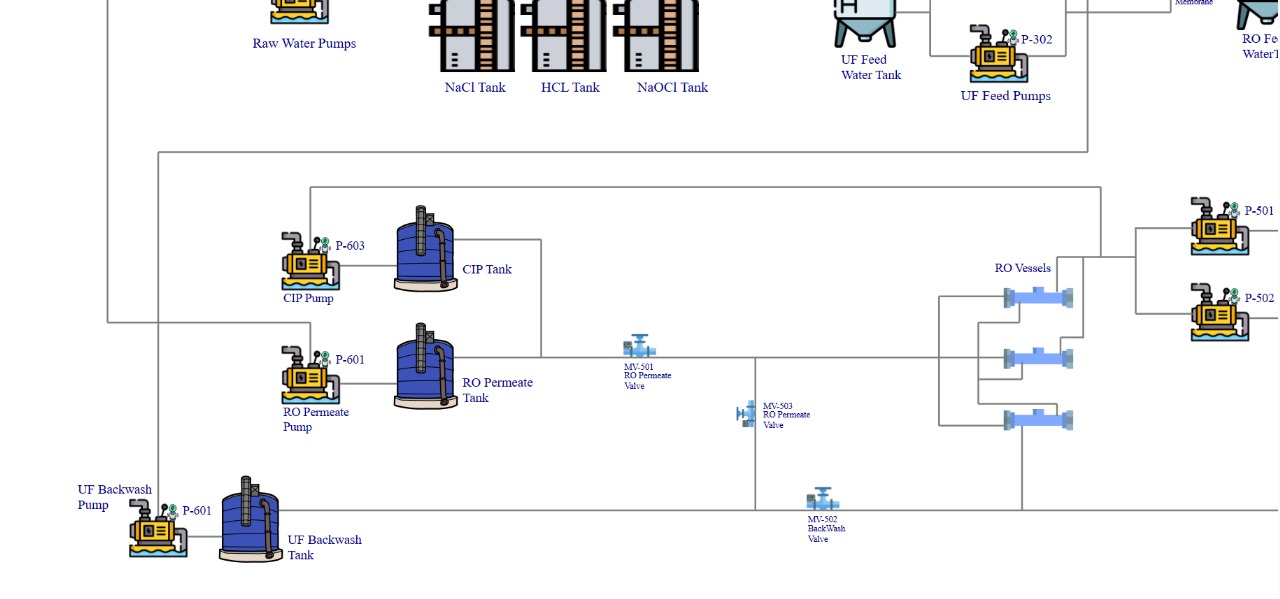 Membrane
P-302
Raw Water Pumps
UF Feed
Water Tank
RO Fe
Water
NaCl Tank
HCL Tank
NaOCl Tank
UF Feed Pumps
P-501
P-603
CIP Tank
RO Vessels
CIP Pump
P-502
P-601
MV-501
RO Permeate
Valve
RO Permeate
Tank
RO Permeate
Pump
MV-503
RO Permeate
Valve
UF Backwash
Pump
P-601
MV-502
BackWash
Valve
UF Backwash
Tank